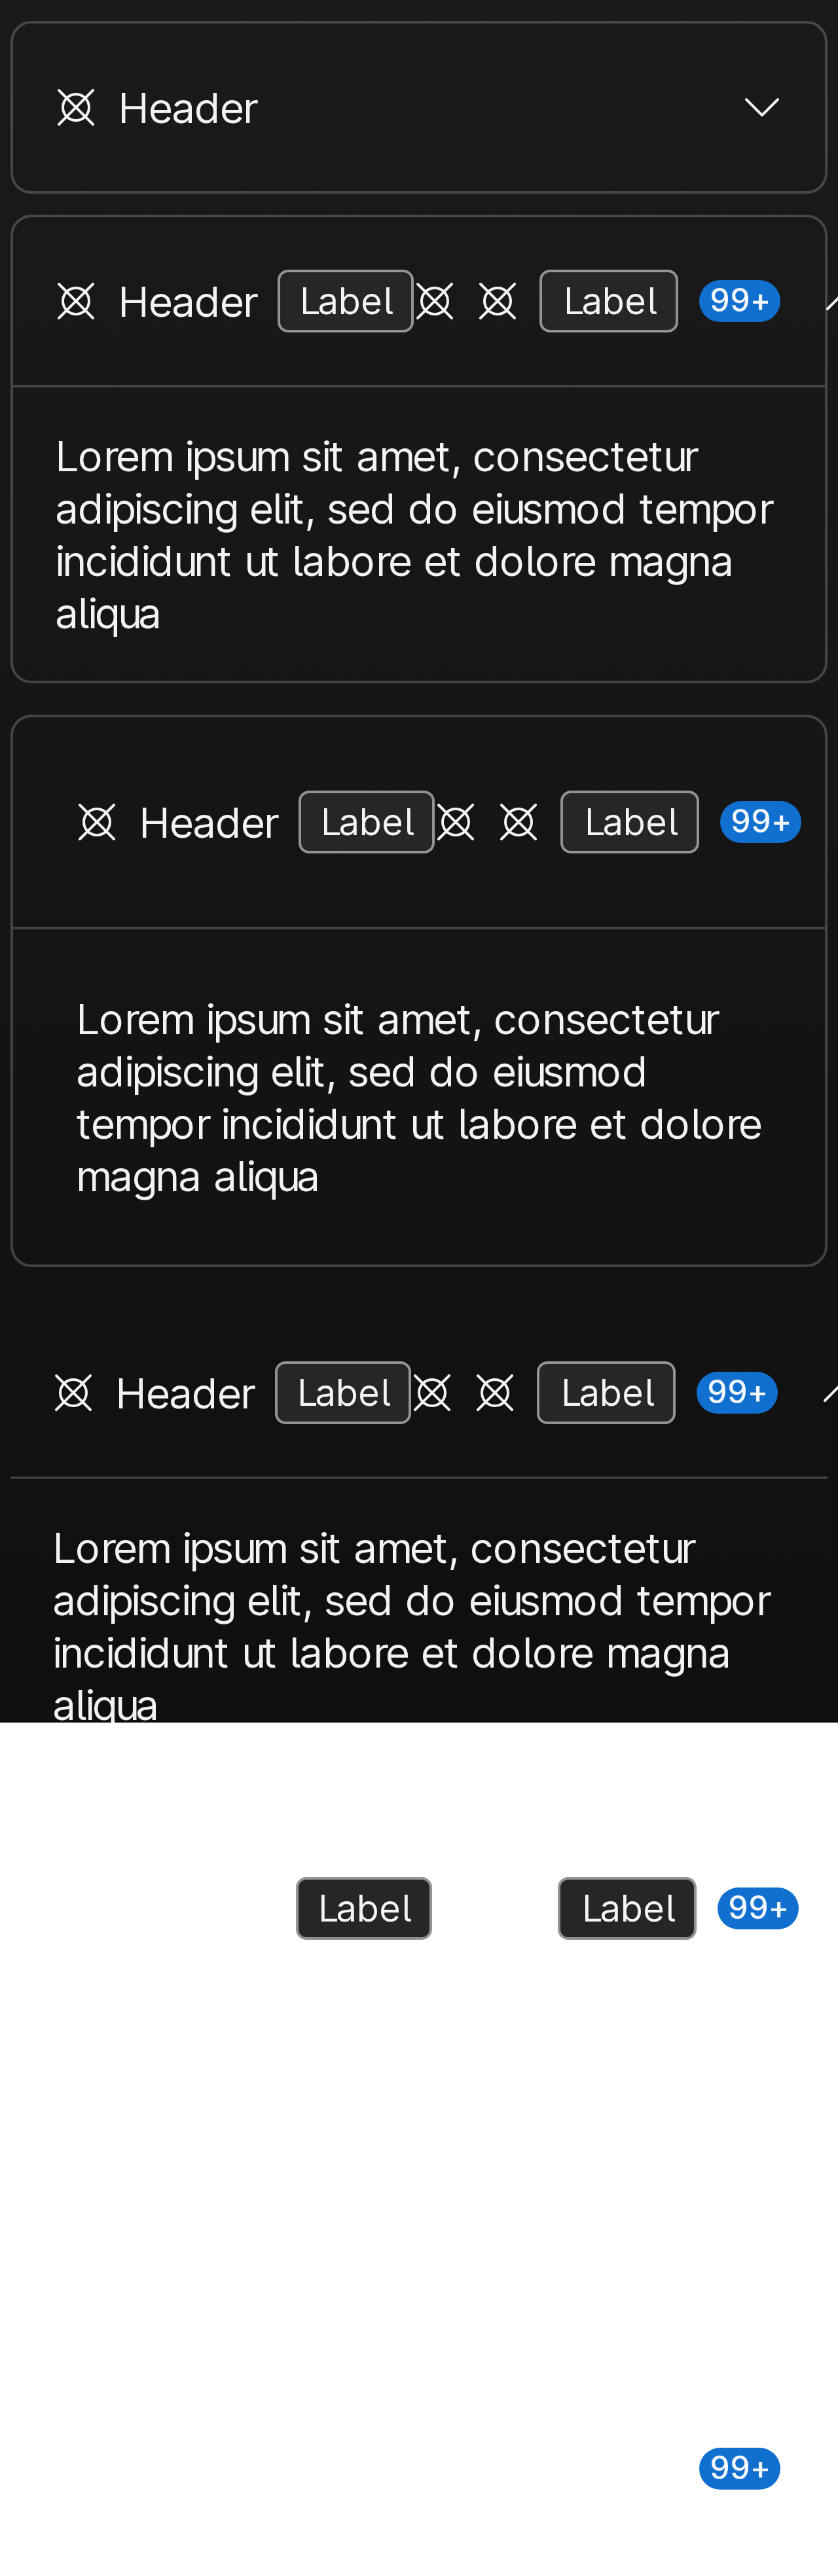 Header
Header Label Label 99+
Lorem ipsum sit amet, consectetur
adipiscing elit, sed do eiusmod tempor
incididunt ut labore et dolore magna
aliqua
Header Label Label 99+
Lorem ipsum sit amet, consectetur
adipiscing elit, sed do eiusmod
tempor incididunt ut labore et dolore
magna aliqua
Header Label Label 99+
Lorem ipsum sit amet, consectetur
adipiscing elit, sed do eiusmod tempor
incididunt ut labore et dolore magna
aliqua
Label Label 99+
99+